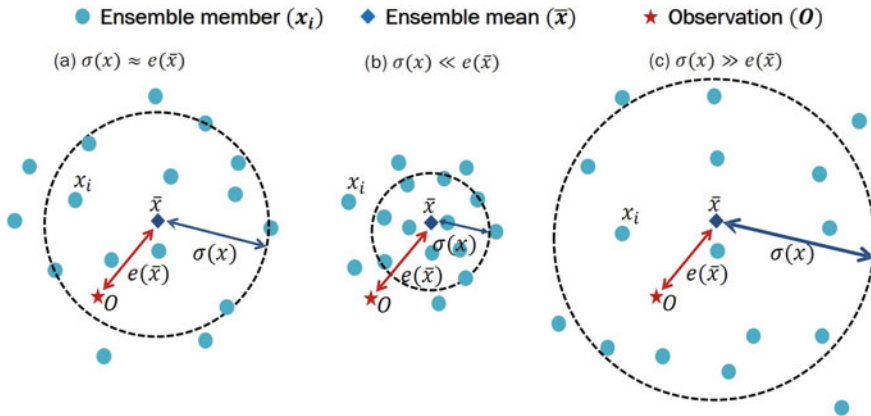 Ensemble member (xᵢ) Ensemble mean (x̄) Observation (O)
(a) σ(x) ≈ e(x̄) (b) σ(x) ≪ e(x̄) (c) σ(x) ≫ e(x̄)
xᵢ
x̄
σ(x)
e(x̄)
O
xᵢ
x̄
σ(x)
e(x̄)
O
xᵢ
x̄
σ(x)
e(x̄)
O